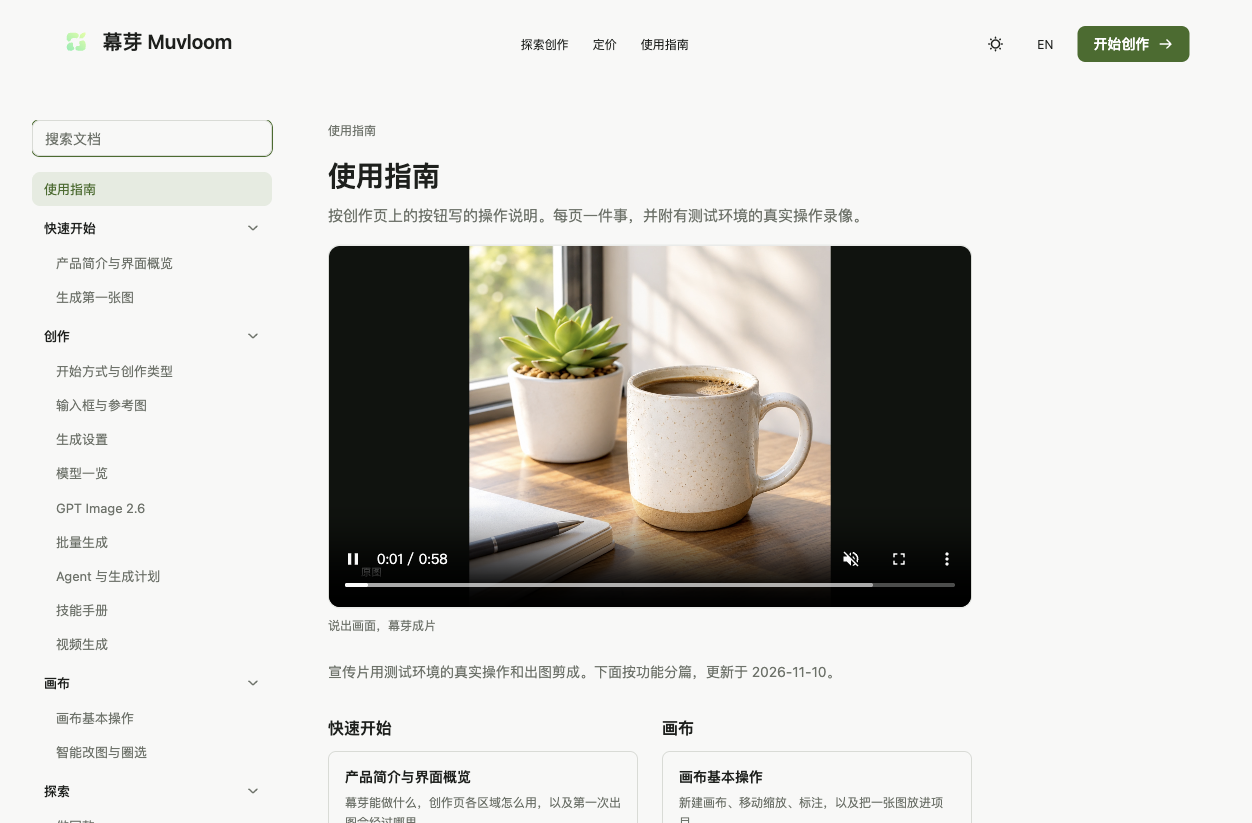 幕芽 Muvloom
探索创作
定价
使用指南
EN
开始创作 →
搜索文档
使用指南
快速开始
产品简介与界面概览
生成第一张图
创作
开始方式与创作类型
输入框与参考图
生成设置
模型一览
GPT Image 2.6
批量生成
Agent 与生成计划
技能手册
视频生成
画布
画布基本操作
智能改图与圈选
探索
使用指南
使用指南
按创作页上的按钮写的操作说明。每页一件事，并附有测试环境的真实操作录像。
0:01 / 0:58
原图
说出画面，幕芽成片
宣传片用测试环境的真实操作和出图剪成。下面按功能分篇，更新于 2026-11-10。
快速开始
产品简介与界面概览
幕芽能做什么，创作页各区域怎么用，以及第一次出
画布
画布基本操作
新建画布、移动缩放、标注，以及把一张图放进项